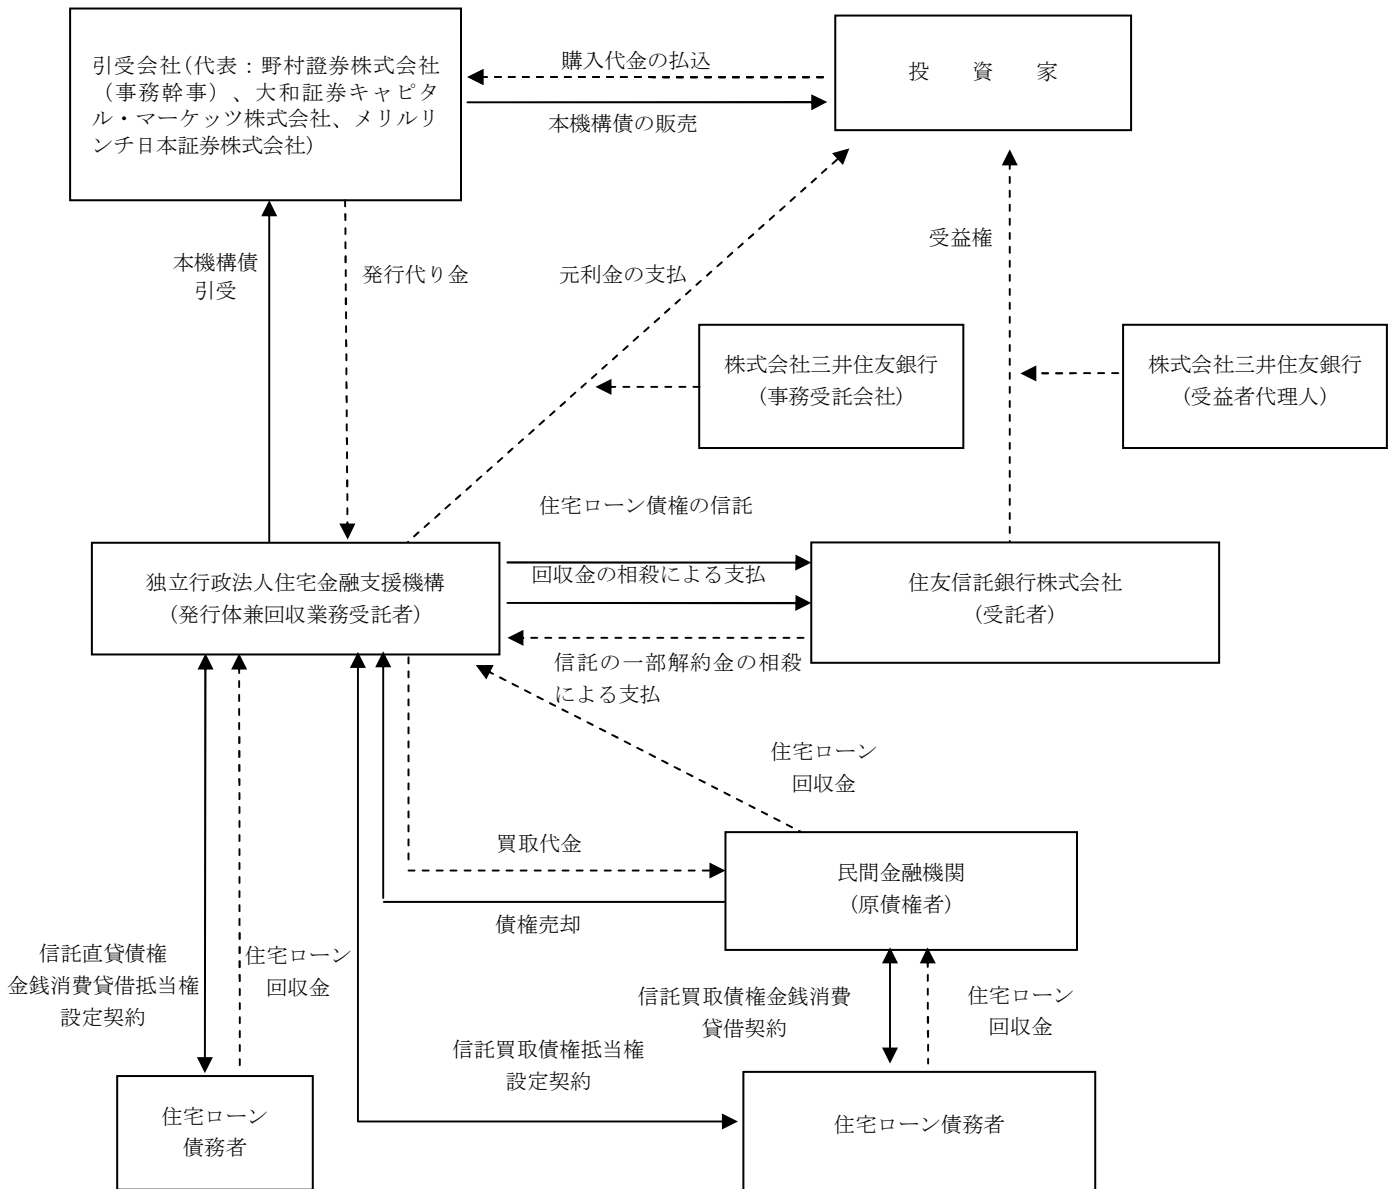 引受会社(代表：野村證券株式会社
（事務幹事）、大和証券キャピタ
ル・マーケッツ株式会社、メリルリ
ンチ日本証券株式会社)
購入代金の払込
本機構債の販売
投　資　家
本機構債
引受
発行代り金
元利金の支払
受益権
株式会社三井住友銀行
(事務受託会社)
株式会社三井住友銀行
(受益者代理人)
住宅ローン債権の信託
独立行政法人住宅金融支援機構
(発行体兼回収業務受託者)
回収金の相殺による支払
住友信託銀行株式会社
(受託者)
信託の一部解約金の相殺
による支払
住宅ローン
回収金
買取代金
民間金融機関
(原債権者)
債権売却
信託直貸債権
金銭消費貸借抵当権
設定契約
住宅ローン
回収金
信託買取債権金銭消費
貸借契約
住宅ローン
回収金
信託買取債権抵当権
設定契約
住宅ローン
債務者
住宅ローン債務者